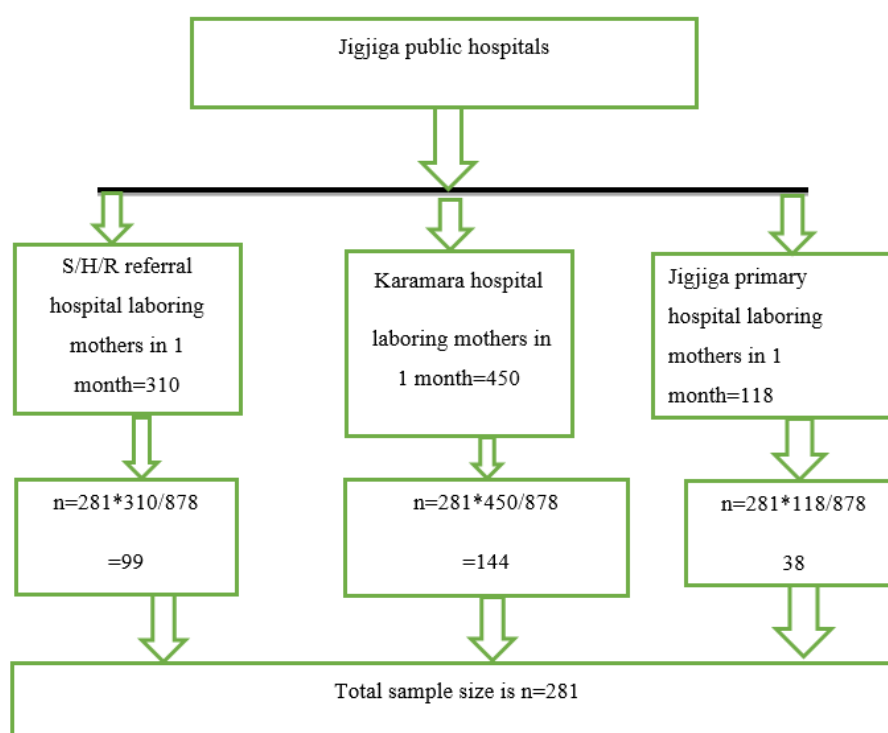 Jigjiga public hospitals
S/H/R referral
hospital laboring
mothers in 1
month=310
Karamara hospital
laboring mothers in
1 month=450
Jigjiga primary
hospital laboring
mothers in 1
month=118
n=281*310/878
=99
n=281*450/878
=144
n=281*118/878
38
Total sample size is n=281